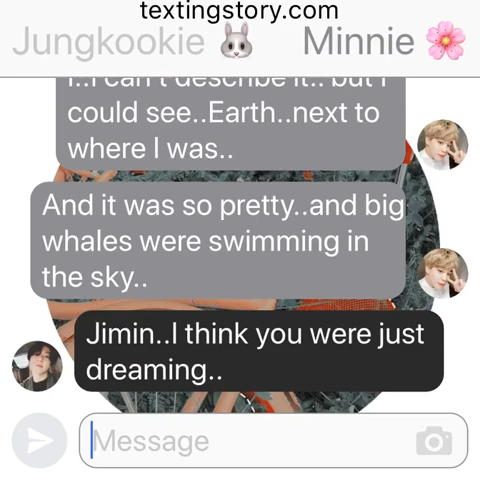 textingstory.com
Jungkookie 🐰 Minnie 🌸
I..I can't describe it.. but I
could see..Earth..next to
where I was..
And it was so pretty..and big
whales were swimming in
the sky..
Jimin..I think you were just
dreaming..
Message